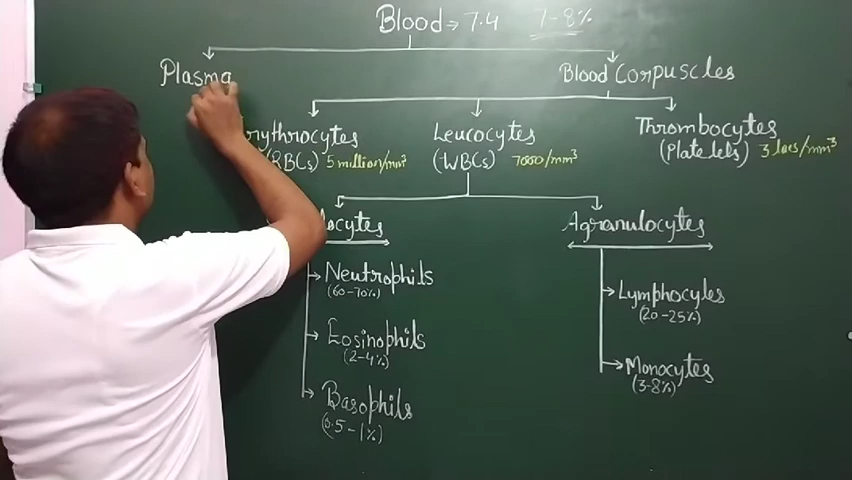 Blood → 7.4 7-8%
Plasma
Blood Corpuscles
rythrocytes
(RBCs) 5 million/mm³
Leucocytes
(WBCs) 7000/mm³
Thrombocytes
(Platelets) 3 lacs/mm³
locytes
Agranulocytes
Neutrophils
(60-70%)
Eosinophils
(2-4%)
Basophils
(0.5-1%)
Lymphocytes
(20-25%)
Monocytes
(3-8%)